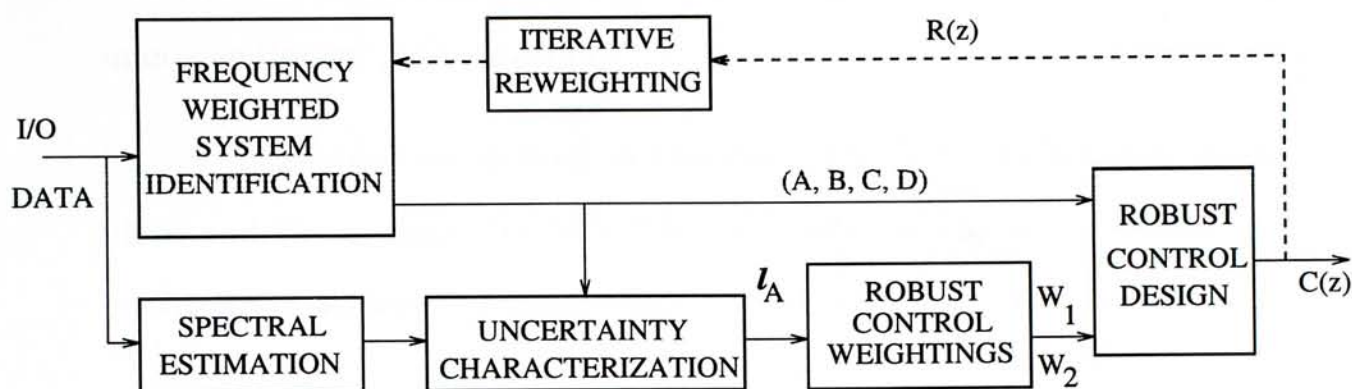 I/O
DATA
FREQUENCY
WEIGHTED
SYSTEM
IDENTIFICATION
ITERATIVE
REWEIGHTING
R(z)
(A, B, C, D)
SPECTRAL
ESTIMATION
UNCERTAINTY
CHARACTERIZATION
l_A
ROBUST
CONTROL
WEIGHTINGS
W_1
W_2
ROBUST
CONTROL
DESIGN
C(z)